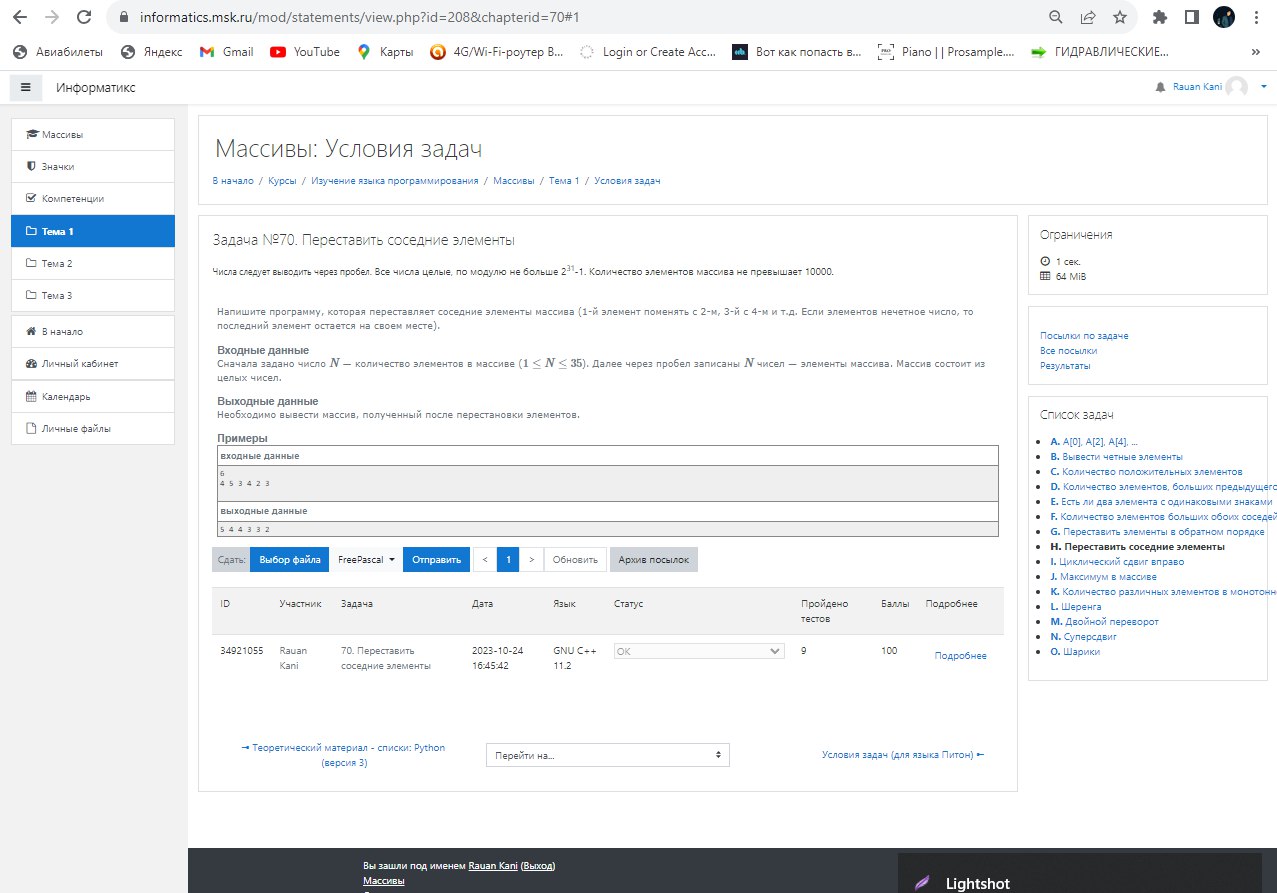 informatics.msk.ru/mod/statements/view.php?id=208&chapterid=70#1
Авиабилеты Яндекс Gmail YouTube Карты 4G/Wi-Fi-роутер B... Login or Create Acc... Вот как попасть в... Piano | | Prosample.... ГИДРАВЛИЧЕСКИЕ... »
Информатикс
Rauan Kani
Массивы
Значки
Компетенции
Тема 1
Тема 2
Тема 3
В начало
Личный кабинет
Календарь
Личные файлы
Массивы: Условия задач
В начало / Курсы / Изучение языка программирования / Массивы / Тема 1 / Условия задач
Задача №70. Переставить соседние элементы
Числа следует выводить через пробел. Все числа целые, по модулю не больше 2^31-1. Количество элементов массива не превышает 10000.
Напишите программу, которая переставляет соседние элементы массива (1-й элемент поменять с 2-м, 3-й с 4-м и т.д. Если элементов нечетное число, то
последний элемент остается на своем месте).
Входные данные
Сначала задано число N — количество элементов в массиве (1 ≤ N ≤ 35). Далее через пробел записаны N чисел — элементы массива. Массив состоит из
целых чисел.
Выходные данные
Необходимо вывести массив, полученный после перестановки элементов.
Примеры
входные данные
6
4 5 3 4 2 3
выходные данные
5 4 4 3 3 2
Сдать: Выбор файла FreePascal Отправить < 1 > Обновить Архив посылок
ID Участник Задача Дата Язык Статус Пройдено Баллы Подробнее
тестов
34921055 Rauan 70. Переставить 2023-10-24 GNU C++ OK 9 100 Подробнее
Kani соседние элементы 16:45:42 11.2
⭢ Теоретический материал - списки: Python
(версия 3)
Перейти на...
Условия задач (для языка Питон) ⭠
Ограничения
1 сек.
64 MiB
Посылки по задаче
Все посылки
Результаты
Список задач
A. A[0], A[2], A[4], ...
B. Вывести четные элементы
C. Количество положительных элементов
D. Количество элементов, больших предыдущего
E. Есть ли два элемента с одинаковыми знаками
F. Количество элементов больших обоих соседей
G. Переставить элементы в обратном порядке
H. Переставить соседние элементы
I. Циклический сдвиг вправо
J. Максимум в массиве
K. Количество различных элементов в
L. Шеренга
M. Двойной переворот
N. Суперсдвиг
O. Шарики
Вы зашли под именем Rauan Kani (Выход)
Массивы
Lightshot